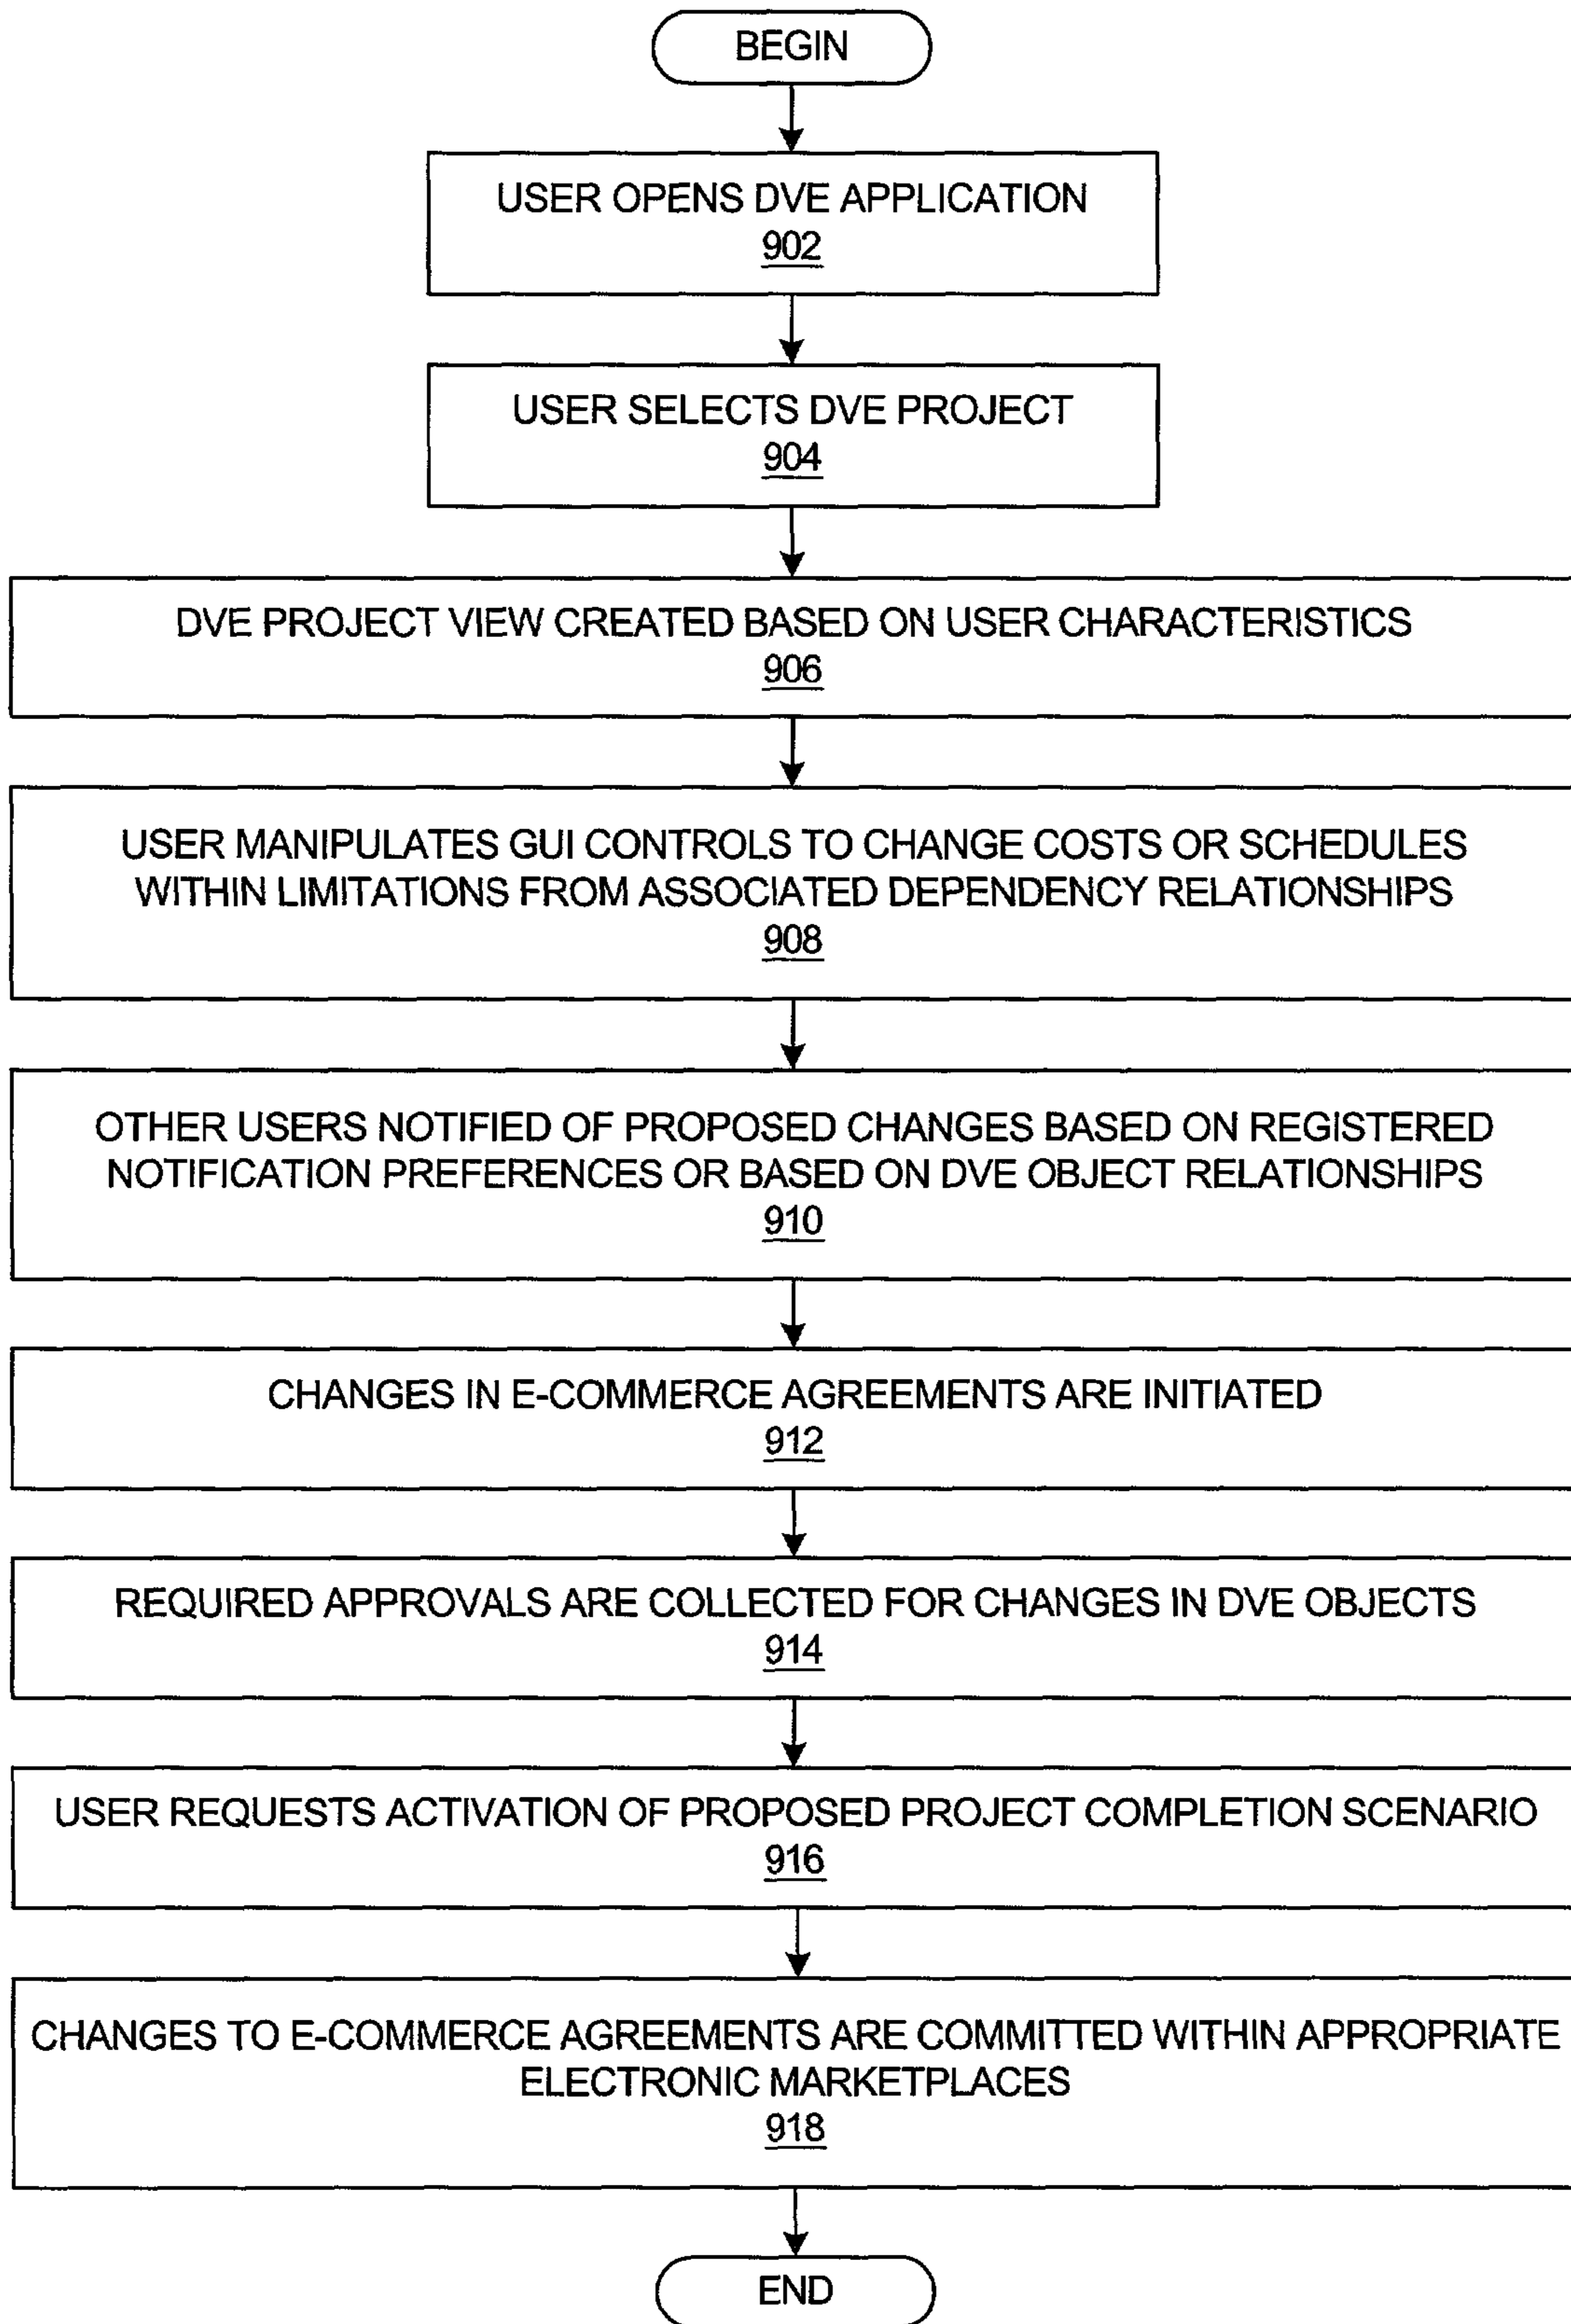 BEGIN
USER OPENS DVE APPLICATION
902
USER SELECTS DVE PROJECT
904
DVE PROJECT VIEW CREATED BASED ON USER CHARACTERISTICS
906
USER MANIPULATES GUI CONTROLS TO CHANGE COSTS OR SCHEDULES
WITHIN LIMITATIONS FROM ASSOCIATED DEPENDENCY RELATIONSHIPS
908
OTHER USERS NOTIFIED OF PROPOSED CHANGES BASED ON REGISTERED
NOTIFICATION PREFERENCES OR BASED ON DVE OBJECT RELATIONSHIPS
910
CHANGES IN E-COMMERCE AGREEMENTS ARE INITIATED
912
REQUIRED APPROVALS ARE COLLECTED FOR CHANGES IN DVE OBJECTS
914
USER REQUESTS ACTIVATION OF PROPOSED PROJECT COMPLETION SCENARIO
916
CHANGES TO E-COMMERCE AGREEMENTS ARE COMMITTED WITHIN APPROPRIATE
ELECTRONIC MARKETPLACES
918
END